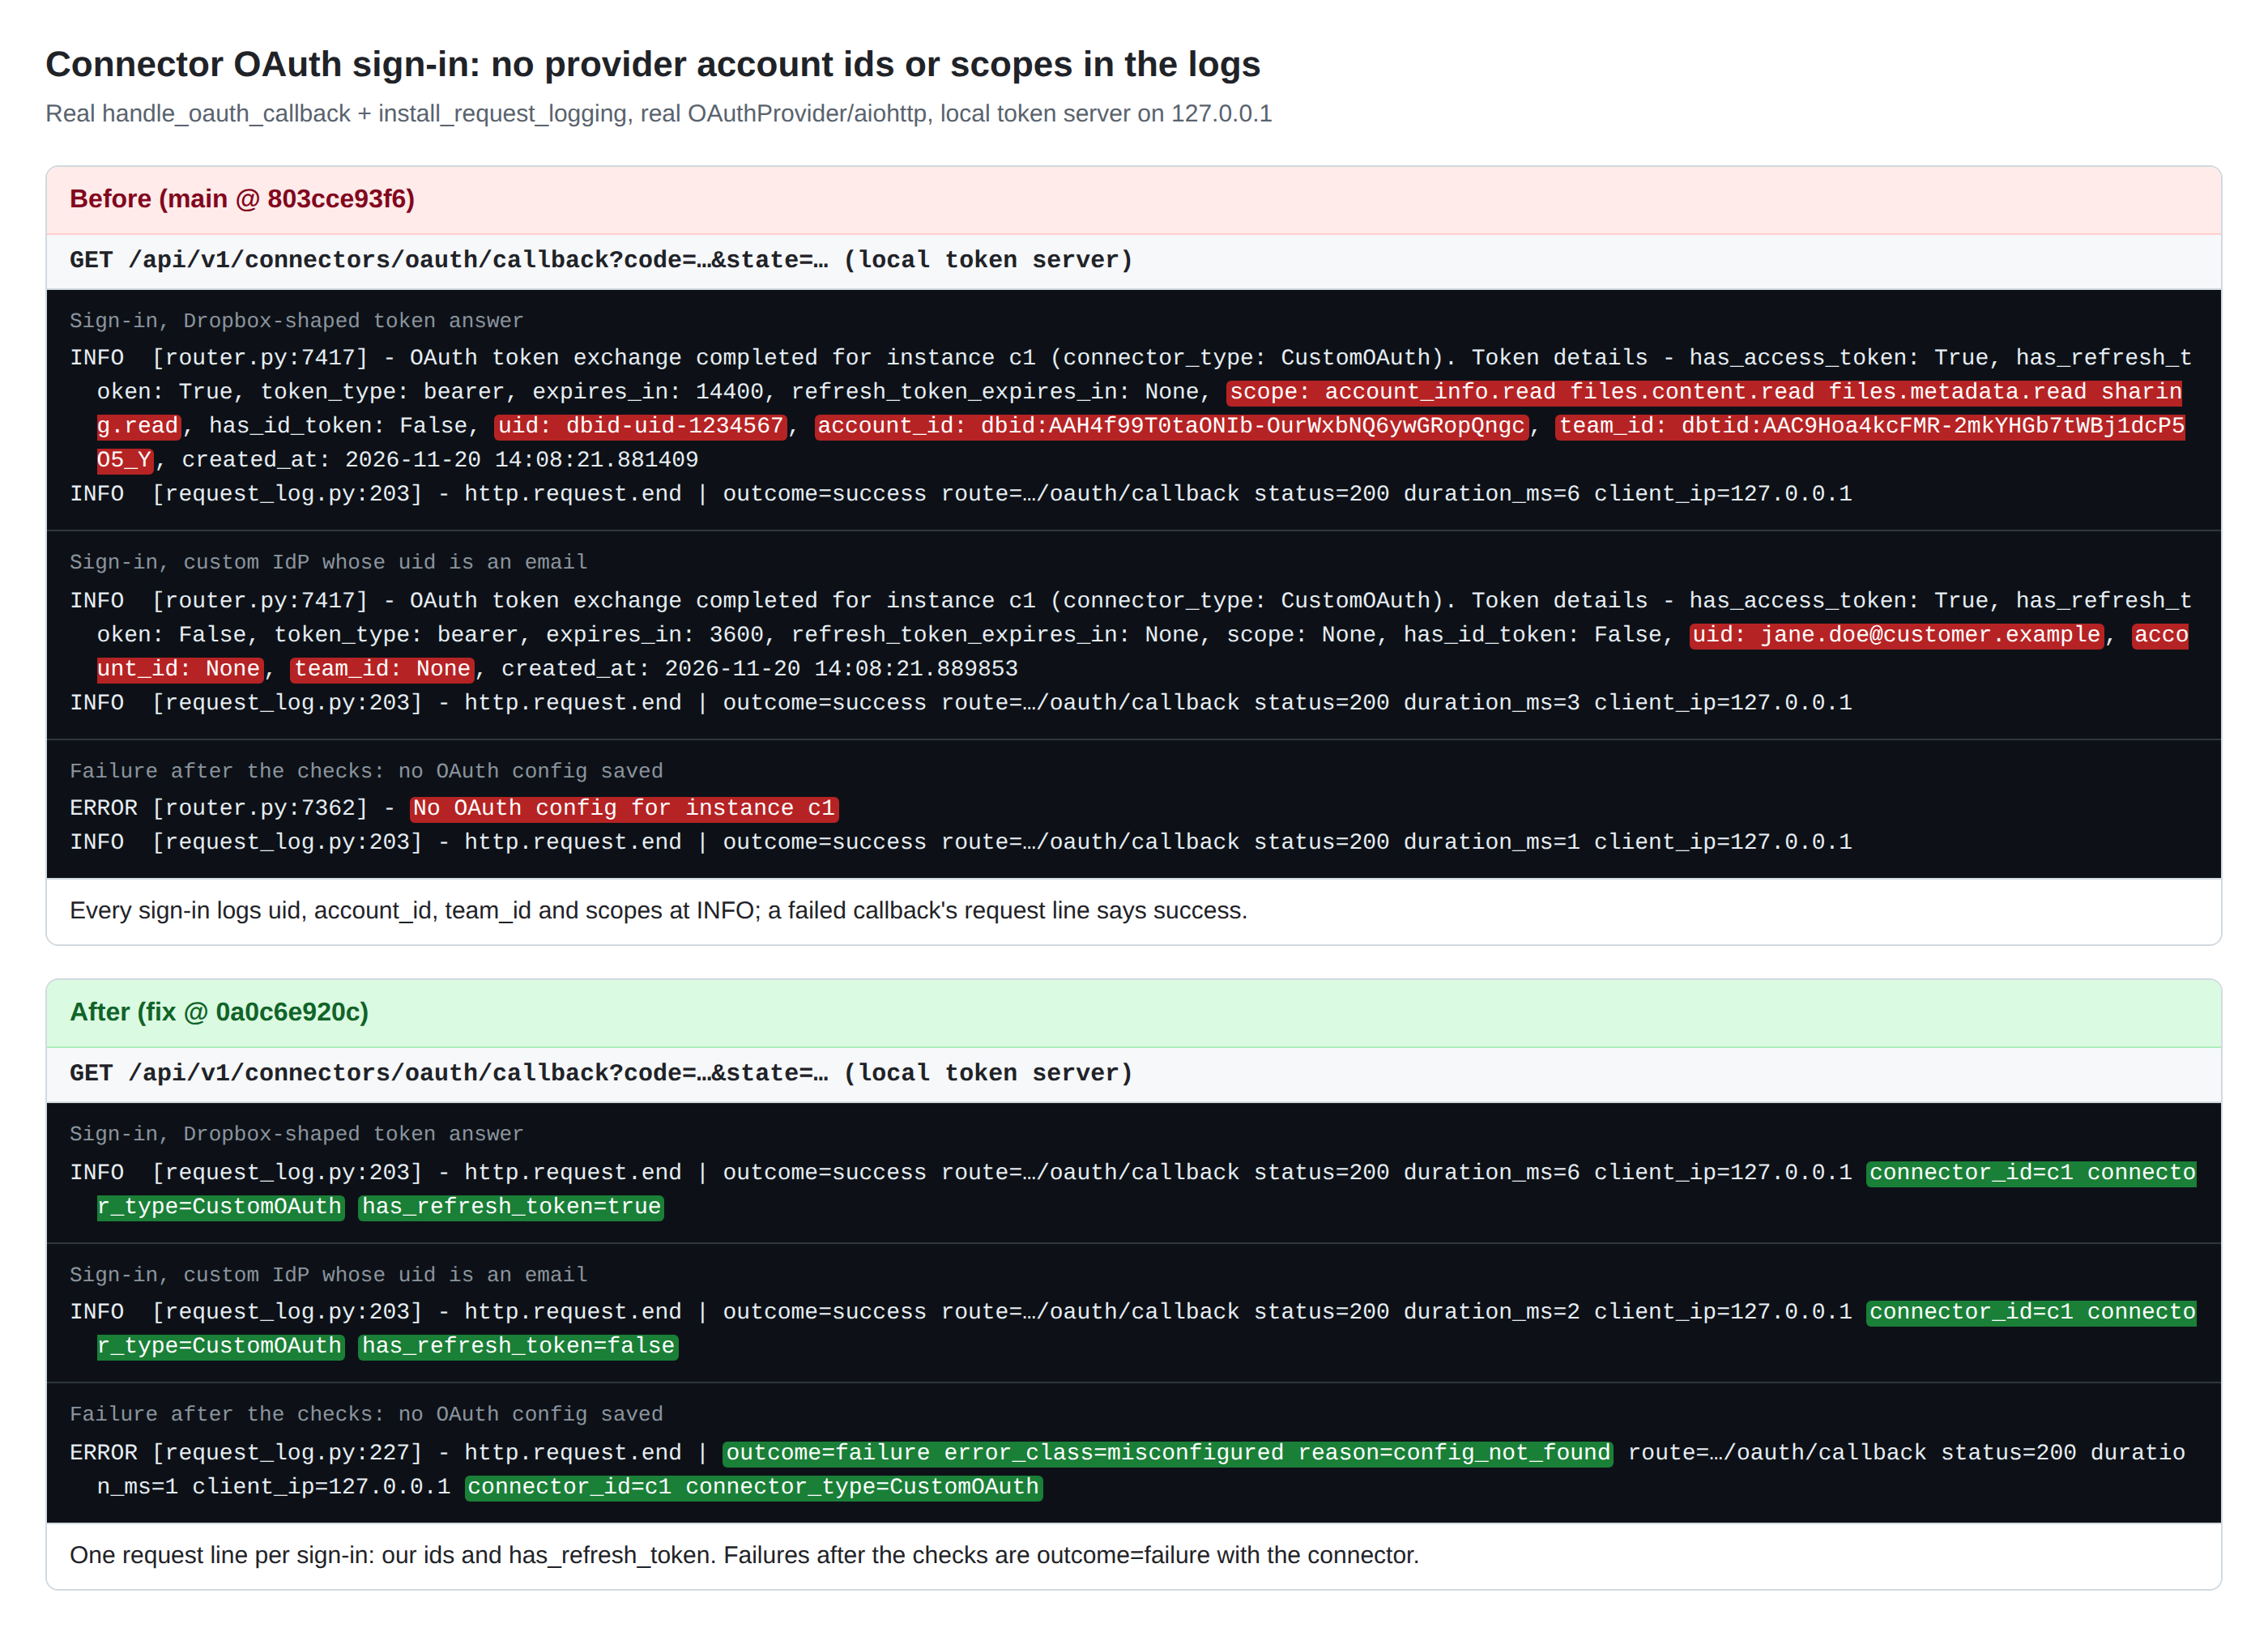 Connector OAuth sign-in: no provider account ids or scopes in the logs
Real handle_oauth_callback + install_request_logging, real OAuthProvider/aiohttp, local token server on 127.0.0.1
Before (main @ 803cce93f6)
GET /api/v1/connectors/oauth/callback?code=…&state=… (local token server)
Sign-in, Dropbox-shaped token answer
INFO  [router.py:7417] - OAuth token exchange completed for instance c1 (connector_type: CustomOAuth). Token details - has_access_token: True, has_refresh_t
oken: True, token_type: bearer, expires_in: 14400, refresh_token_expires_in: None, scope: account_info.read files.content.read files.metadata.read sharin
g.read, has_id_token: False, uid: dbid-uid-1234567, account_id: dbid:AAH4f99T0taONIb-OurWxbNQ6ywGRopQngc, team_id: dbtid:AAC9Hoa4kcFMR-2mkYHGb7tWBj1dcP5
O5_Y, created_at: 2026-11-20 14:08:21.881409
INFO  [request_log.py:203] - http.request.end | outcome=success route=…/oauth/callback status=200 duration_ms=6 client_ip=127.0.0.1
Sign-in, custom IdP whose uid is an email
INFO  [router.py:7417] - OAuth token exchange completed for instance c1 (connector_type: CustomOAuth). Token details - has_access_token: True, has_refresh_t
oken: False, token_type: bearer, expires_in: 3600, refresh_token_expires_in: None, scope: None, has_id_token: False, uid: jane.doe@customer.example, acco
unt_id: None, team_id: None, created_at: 2026-11-20 14:08:21.889853
INFO  [request_log.py:203] - http.request.end | outcome=success route=…/oauth/callback status=200 duration_ms=3 client_ip=127.0.0.1
Failure after the checks: no OAuth config saved
ERROR [router.py:7362] - No OAuth config for instance c1
INFO  [request_log.py:203] - http.request.end | outcome=success route=…/oauth/callback status=200 duration_ms=1 client_ip=127.0.0.1
Every sign-in logs uid, account_id, team_id and scopes at INFO; a failed callback's request line says success.
After (fix @ 0a0c6e920c)
GET /api/v1/connectors/oauth/callback?code=…&state=… (local token server)
Sign-in, Dropbox-shaped token answer
INFO  [request_log.py:203] - http.request.end | outcome=success route=…/oauth/callback status=200 duration_ms=6 client_ip=127.0.0.1 connector_id=c1 connecto
r_type=CustomOAuth has_refresh_token=true
Sign-in, custom IdP whose uid is an email
INFO  [request_log.py:203] - http.request.end | outcome=success route=…/oauth/callback status=200 duration_ms=2 client_ip=127.0.0.1 connector_id=c1 connecto
r_type=CustomOAuth has_refresh_token=false
Failure after the checks: no OAuth config saved
ERROR [request_log.py:227] - http.request.end | outcome=failure error_class=misconfigured reason=config_not_found route=…/oauth/callback status=200 duratio
n_ms=1 client_ip=127.0.0.1 connector_id=c1 connector_type=CustomOAuth
One request line per sign-in: our ids and has_refresh_token. Failures after the checks are outcome=failure with the connector.